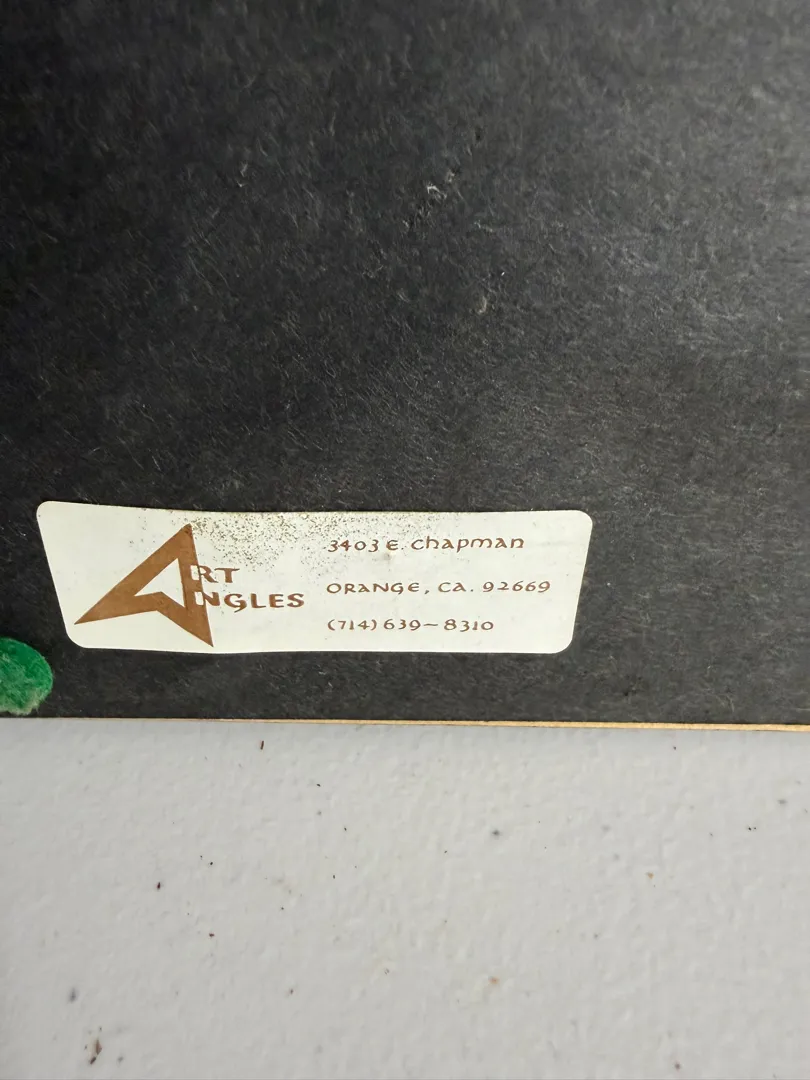 ART
ANGLES
3403 E. Chapman
ORANGE, CA. 92669
(714) 639-8310